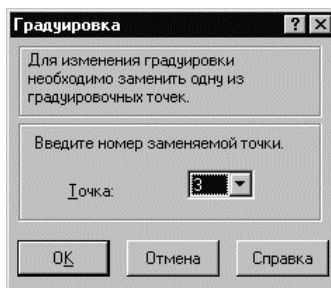 Градуировка
Для изменения градуировки
необходимо заменить одну из
градуировочных точек.
Введите номер заменяемой точки.
Точка: 3
OK Отмена Справка